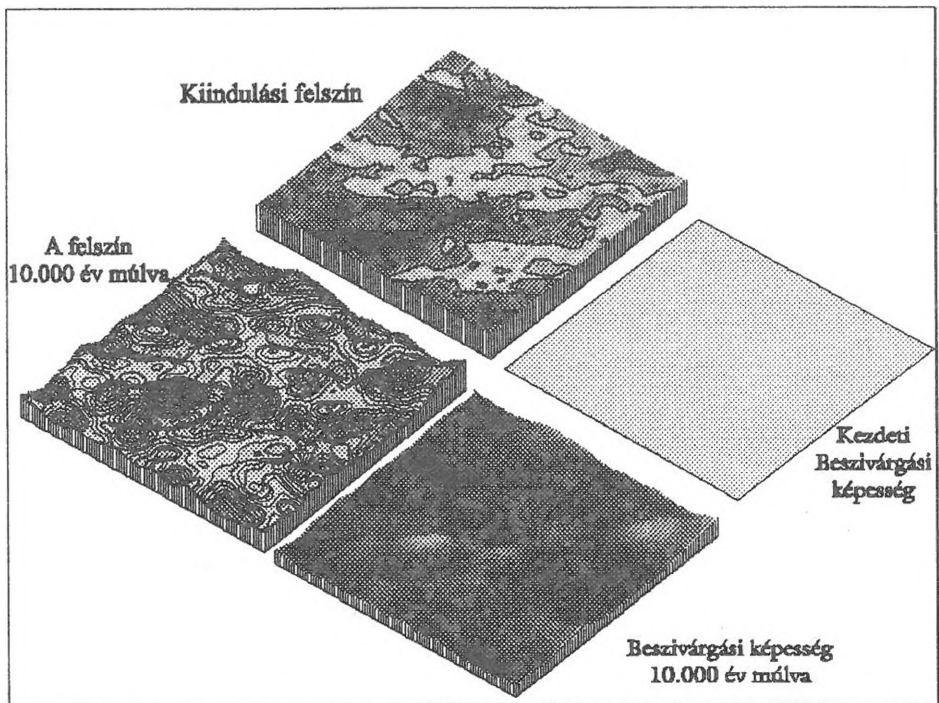 Kiindulási felszín
A felszín
10.000 év múlva
Kezdeti
Beszivárgási
képesség
Beszivárgási képesség
10.000 év múlva